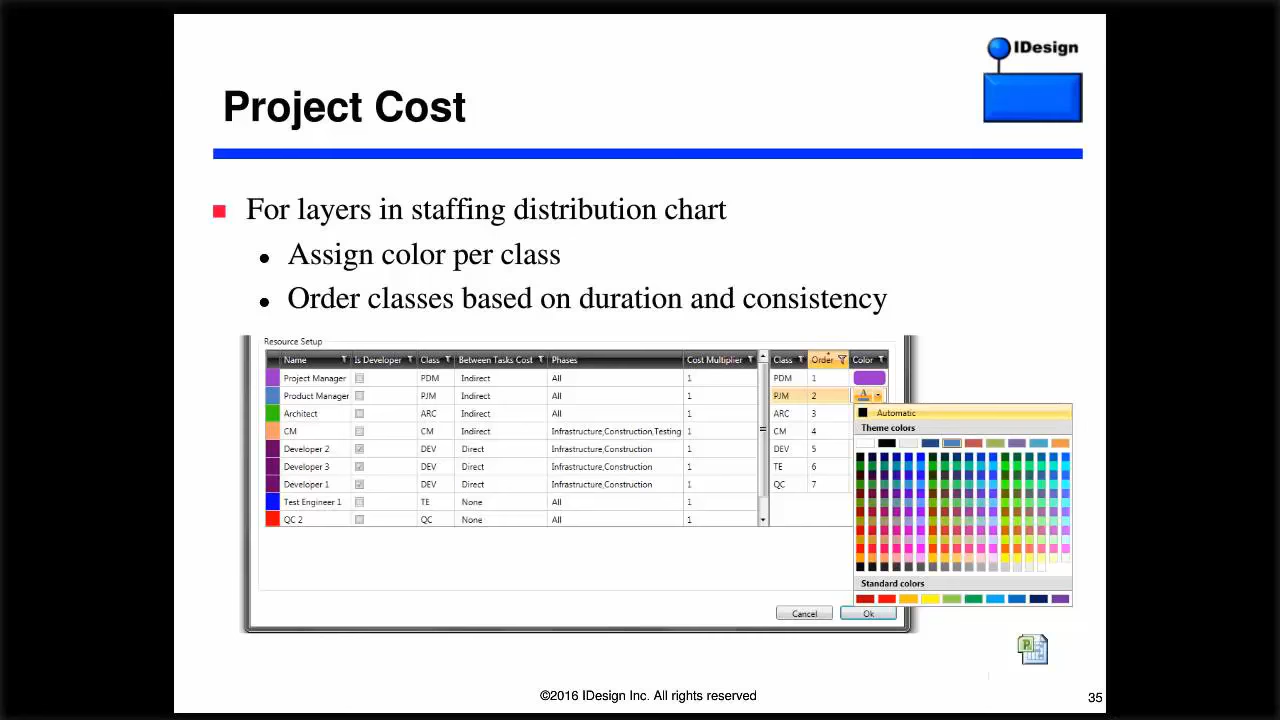 IDesign
Project Cost
For layers in staffing distribution chart
Assign color per class
Order classes based on duration and consistency
Resource Setup
Name Is Developer Class Between Tasks Cost Phases Cost Multiplier Class Order Color
Project Manager PDM Indirect All 1 PDM 1
Product Manager PJM Indirect All 1 PJM 2
Architect ARC Indirect All 1 ARC 3
Automatic
CM CM Indirect Infrastructure,Construction,Testing 1 CM 4
Theme colors
Developer 2 DEV Direct Infrastructure,Construction 1 DEV 5
Developer 3 DEV Direct Infrastructure,Construction 1 TE 6
Developer 1 DEV Direct Infrastructure,Construction 1 QC 7
Test Engineer 1 TE None All 1
QC 2 QC None All 1
Standard colors
Cancel Ok
©2016 IDesign Inc. All rights reserved
35